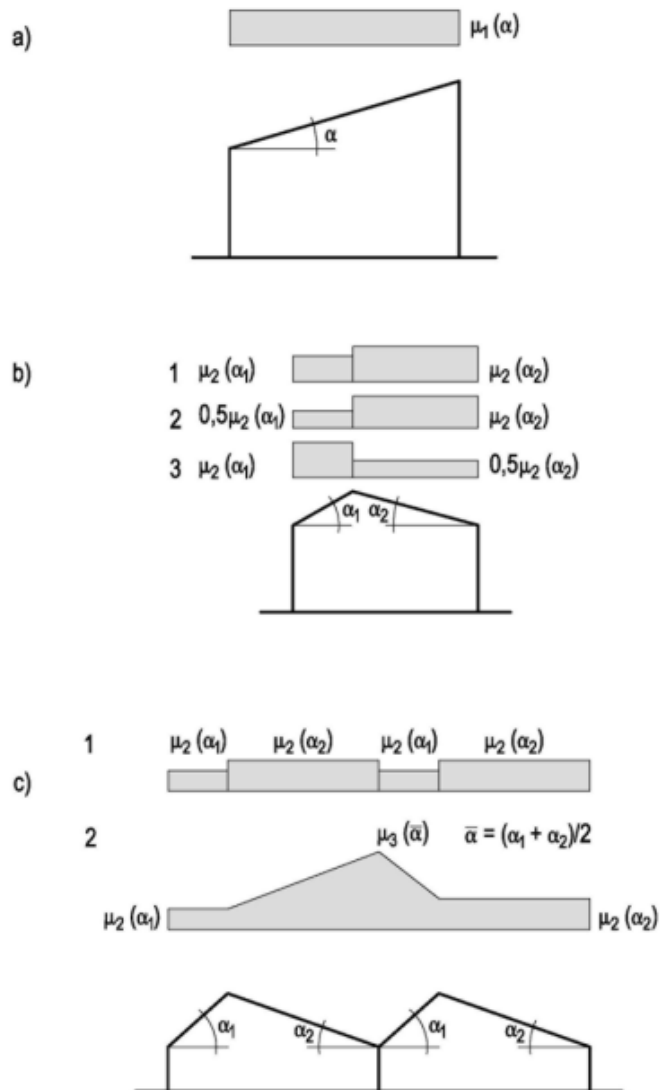 a) μ₁ (α)
α
b) 1 μ₂ (α₁) μ₂ (α₂)
2 0,5μ₂ (α₁) μ₂ (α₂)
3 μ₂ (α₁) 0,5μ₂ (α₂)
α₁ α₂
1 μ₂ (α₁) μ₂ (α₂) μ₂ (α₁) μ₂ (α₂)
c)
2 μ₃ (ᾱ) ᾱ = (α₁ + α₂)/2
μ₂ (α₁) μ₂ (α₂)
α₁ α₂ α₁ α₂